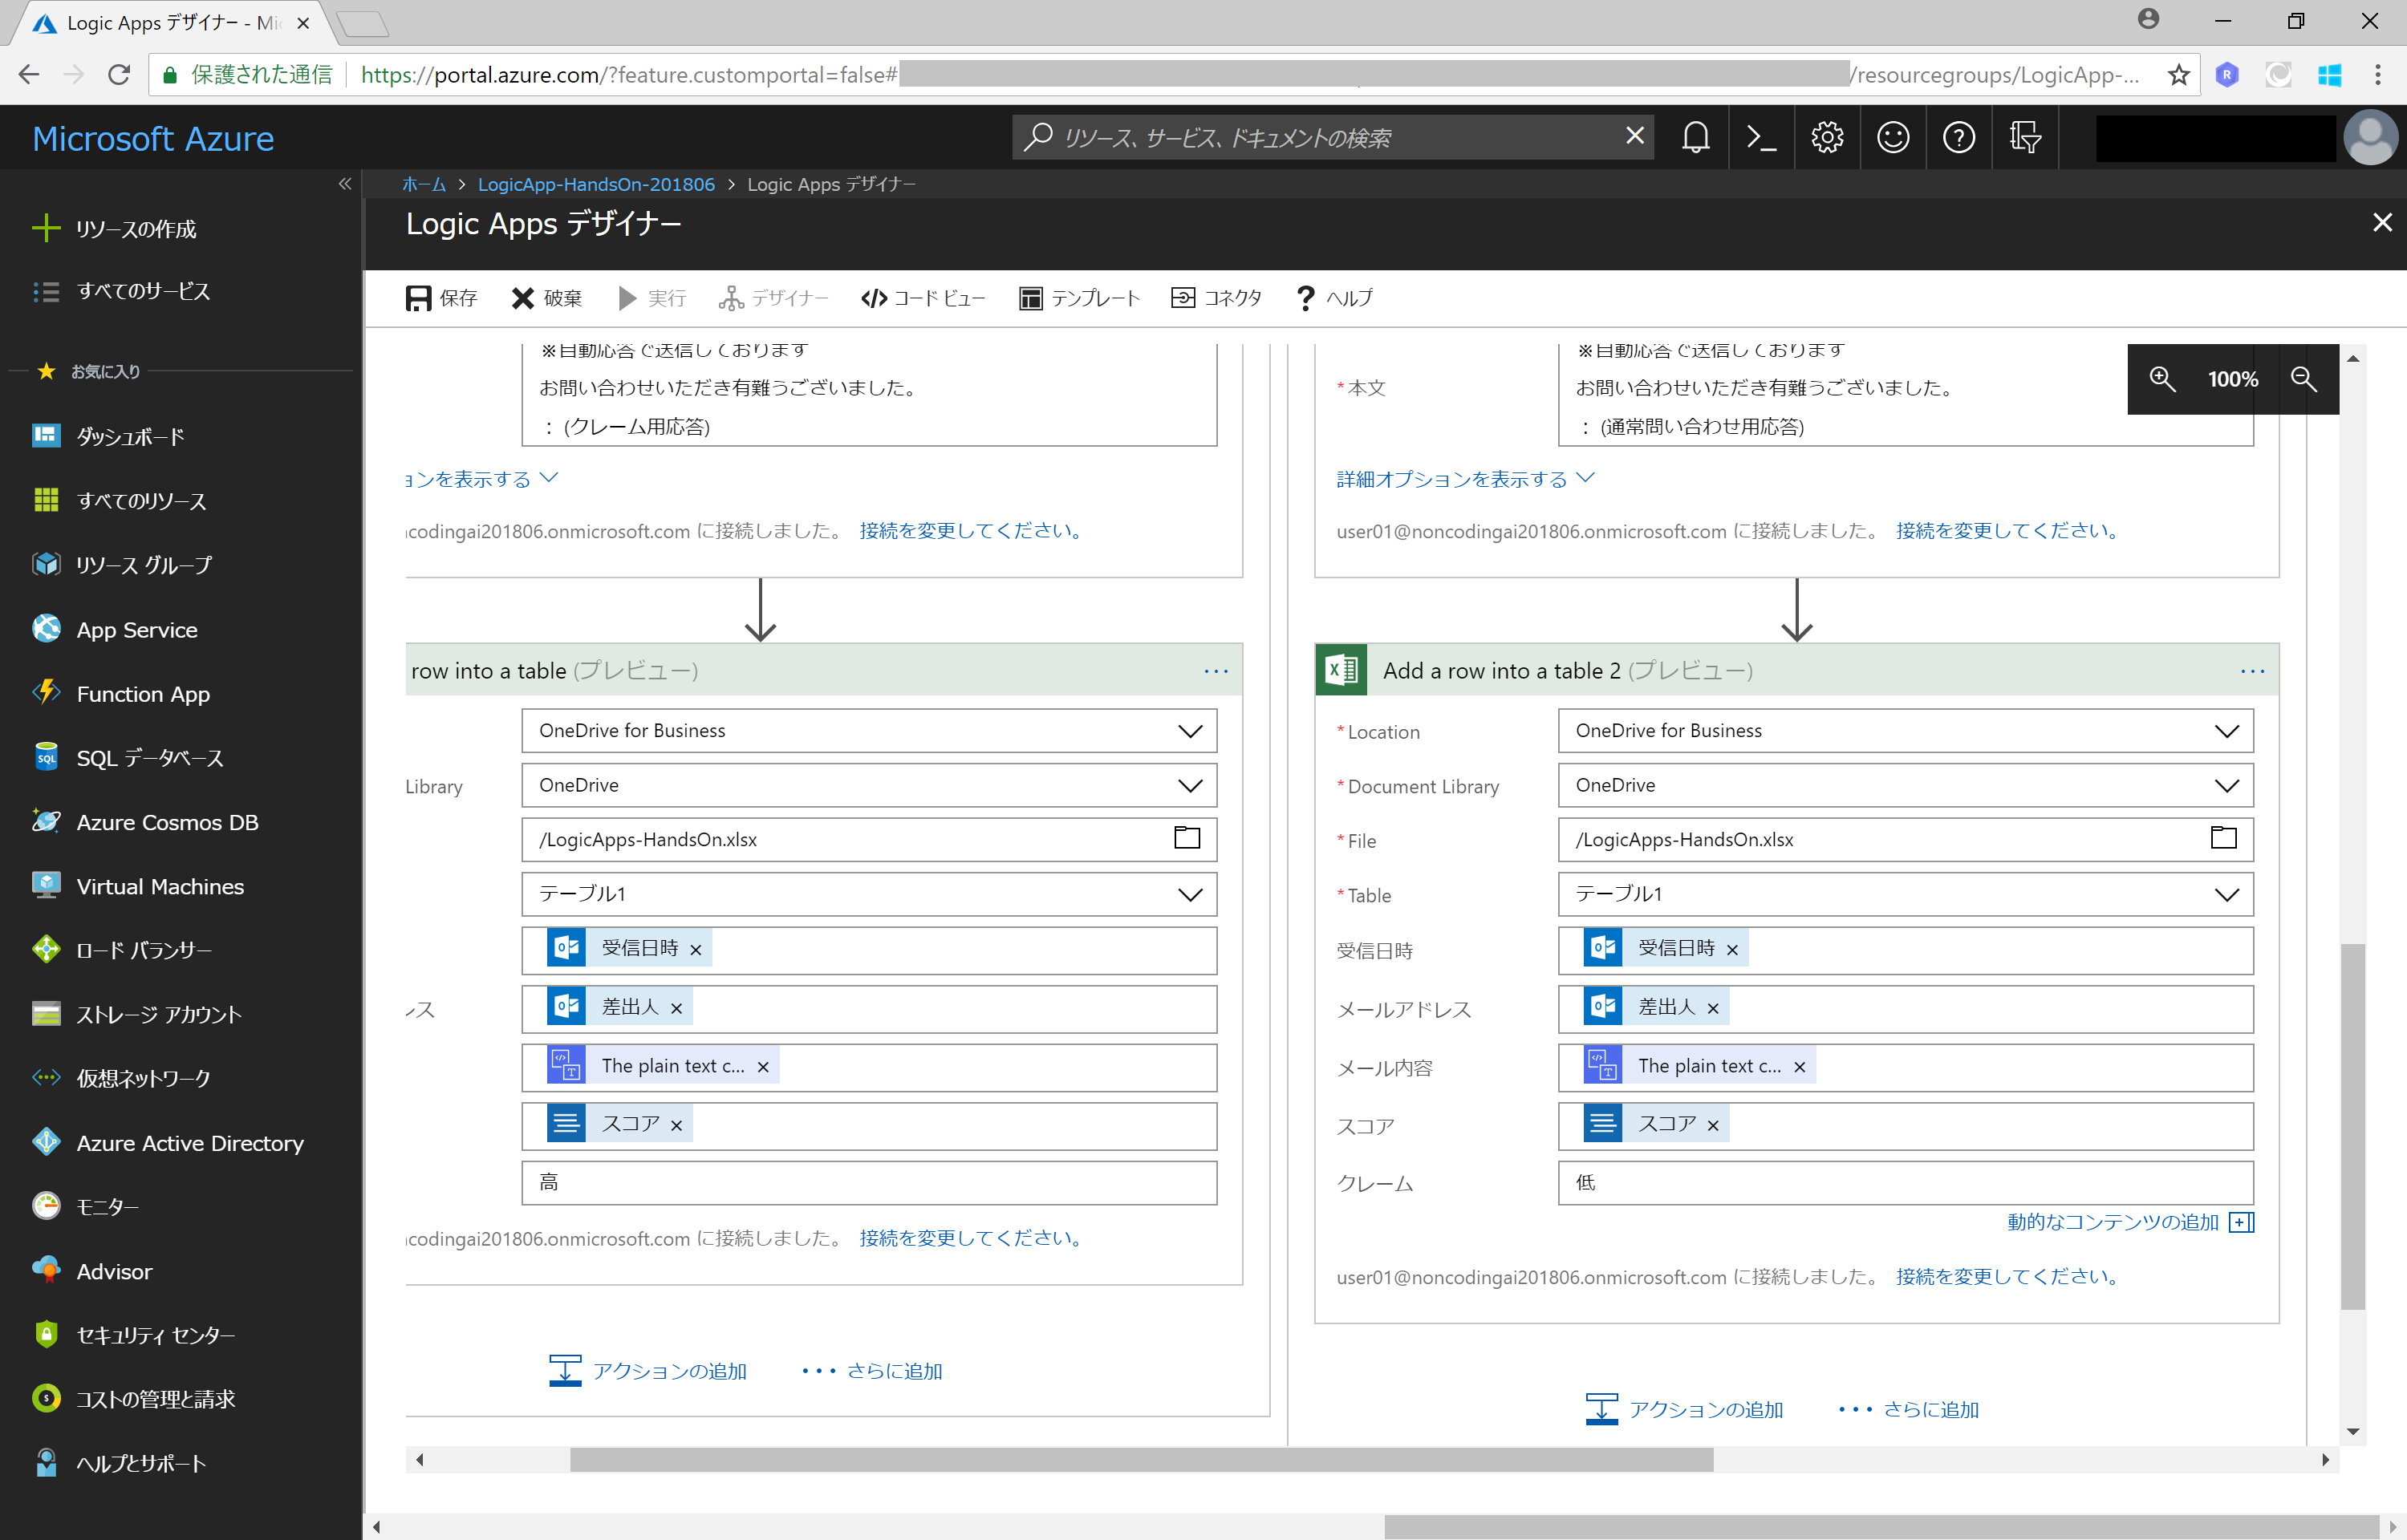 Logic Apps デザイナー - Mi
保護された通信
https://portal.azure.com/?feature.customportal=false#
/resourcegroups/LogicApp-...
Microsoft Azure
リソース、サービス、ドキュメントの検索
ホーム > LogicApp-HandsOn-201806 > Logic Apps デザイナー
Logic Apps デザイナー
リソースの作成
すべてのサービス
お気に入り
ダッシュボード
すべてのリソース
リソース グループ
App Service
Function App
SQL データベース
Azure Cosmos DB
Virtual Machines
ロード バランサー
ストレージ アカウント
仮想ネットワーク
Azure Active Directory
モニター
Advisor
セキュリティ センター
コストの管理と請求
ヘルプとサポート
保存 破棄 実行 デザイナー コード ビュー テンプレート コネクタ ヘルプ
※自動応答で送信しております
お問い合わせいただき有難うございました。
：(クレーム用応答)
ョンを表示する
codingai201806.onmicrosoft.com に接続しました。 接続を変更してください。
row into a table (プレビュー) ...
OneDrive for Business
Library OneDrive
/LogicApps-HandsOn.xlsx
テーブル1
受信日時 ×
レス 差出人 ×
The plain text c... ×
スコア ×
高
codingai201806.onmicrosoft.com に接続しました。 接続を変更してください。
アクションの追加 ... さらに追加
※自動応答で送信しております
*本文 お問い合わせいただき有難うございました。
：(通常問い合わせ用応答)
100%
詳細オプションを表示する
user01@noncodingai201806.onmicrosoft.com に接続しました。 接続を変更してください。
Add a row into a table 2 (プレビュー) ...
*Location OneDrive for Business
*Document Library OneDrive
*File /LogicApps-HandsOn.xlsx
*Table テーブル1
受信日時 受信日時 ×
メールアドレス 差出人 ×
メール内容 The plain text c... ×
スコア スコア ×
クレーム 低
動的なコンテンツの追加
user01@noncodingai201806.onmicrosoft.com に接続しました。 接続を変更してください。
アクションの追加 ... さらに追加